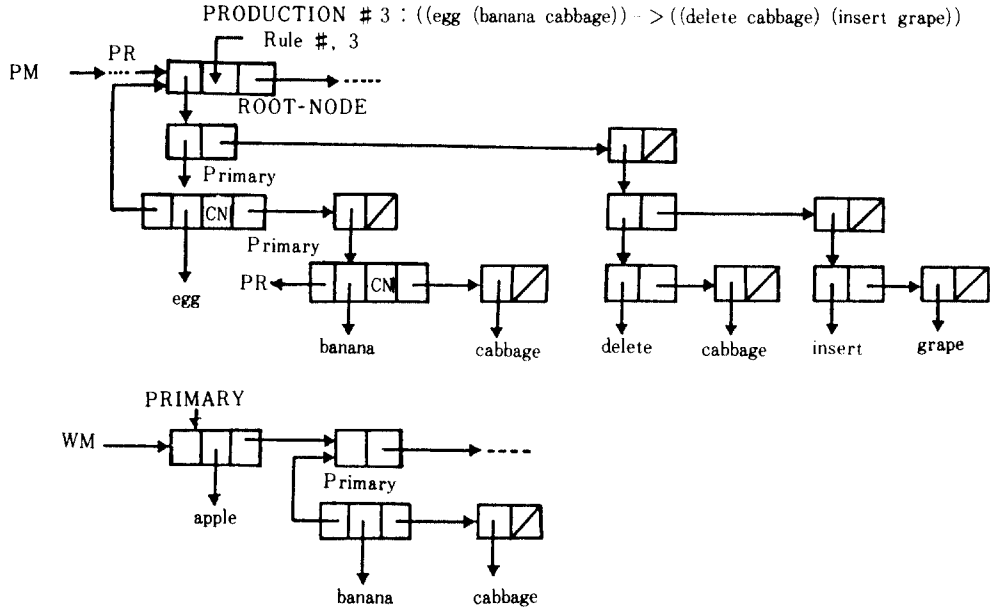 PRODUCTION # 3 : ((egg (banana cabbage)) - > ((delete cabbage) (insert grape))
Rule #, 3
PR
PM
ROOT-NODE
Primary
CN
Primary
PR
CN
egg
banana
cabbage
delete
cabbage
insert
grape
PRIMARY
WM
Primary
apple
banana
cabbage